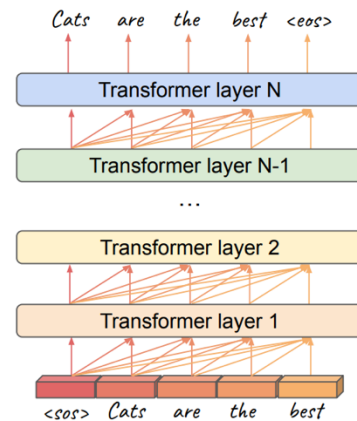 Cats are the best <eos>
Transformer layer N
Transformer layer N-1
...
Transformer layer 2
Transformer layer 1
<sos> Cats are the best